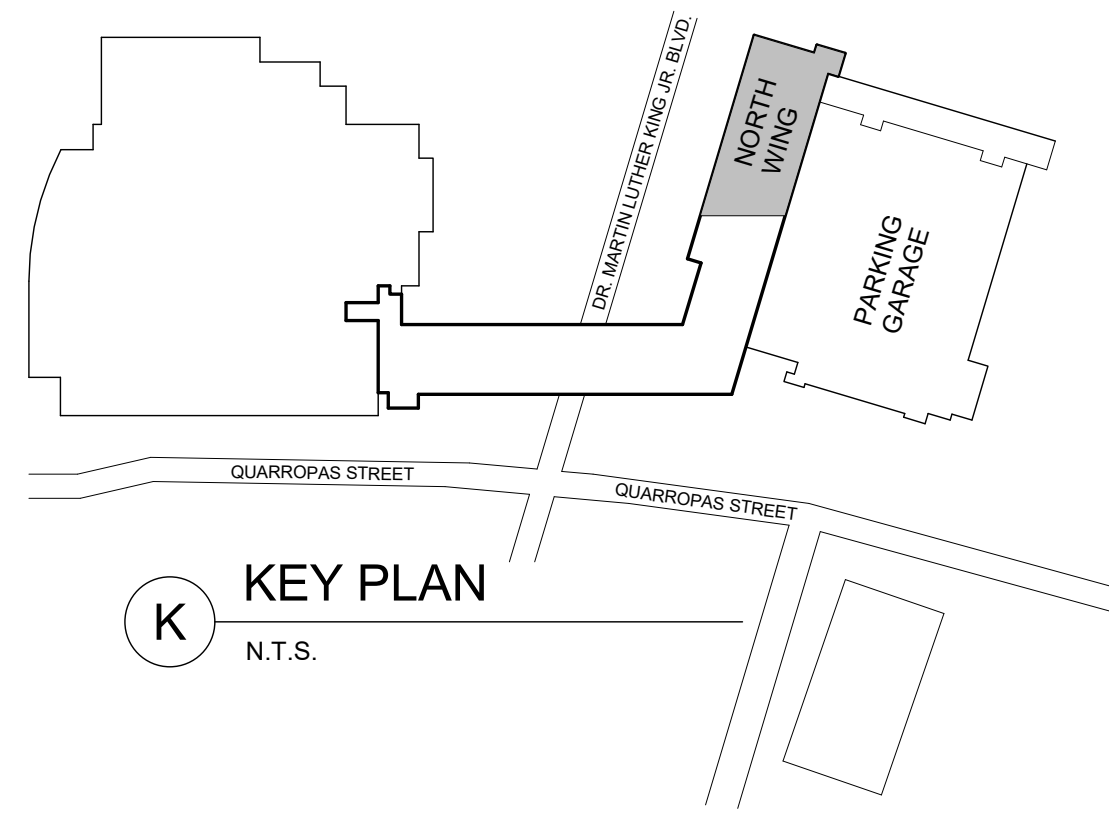 DR. MARTIN LUTHER KING JR. BLVD.
NORTH
WING
PARKING
GARAGE
QUARROPAS STREET
QUARROPAS STREET
KEY PLAN
K
N.T.S.